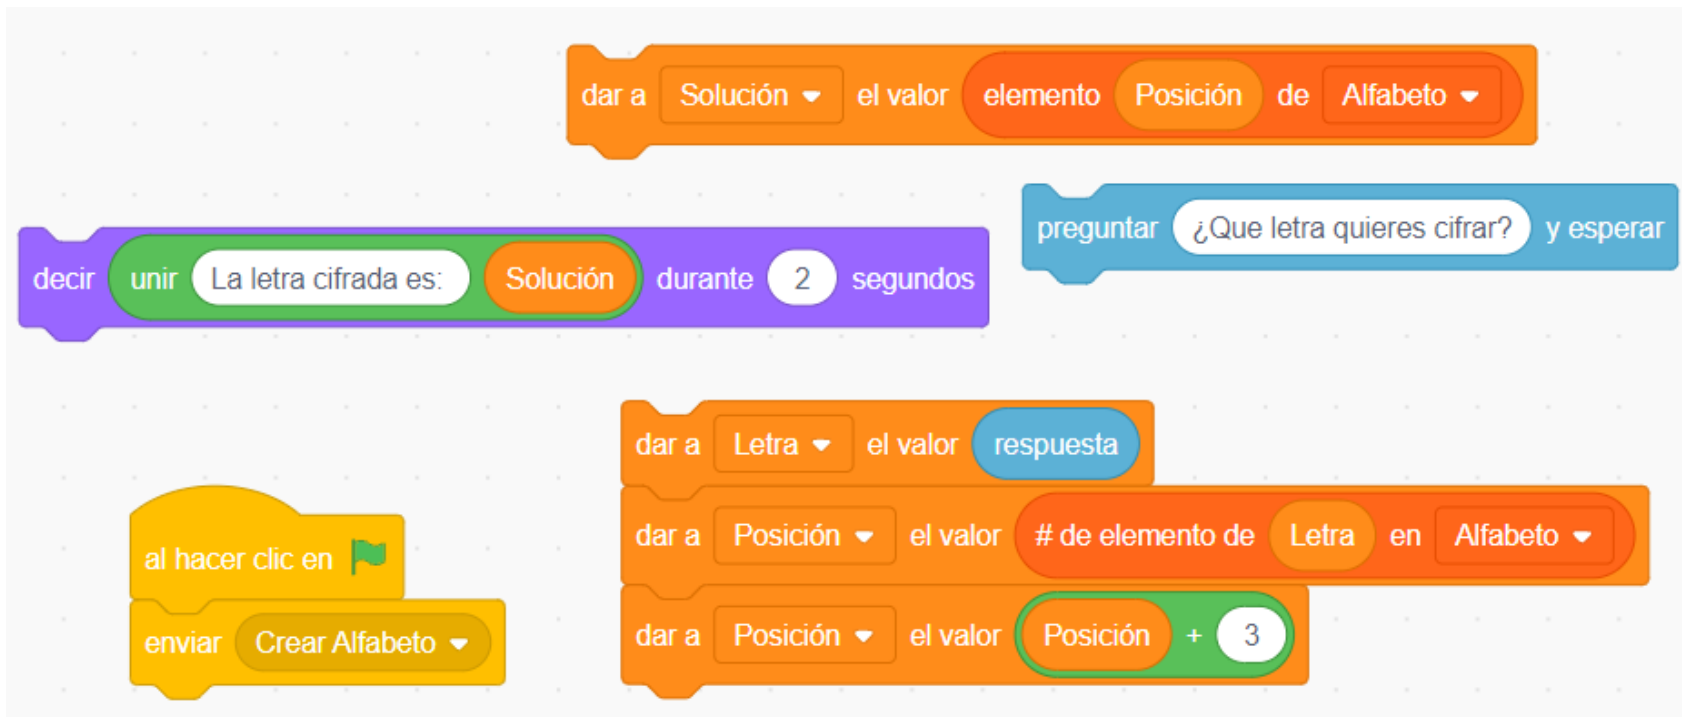 dar a Solución el valor elemento Posición de Alfabeto
preguntar ¿Que letra quieres cifrar? y esperar
decir unir La letra cifrada es: Solución durante 2 segundos
dar a Letra el valor respuesta
dar a Posición el valor # de elemento de Letra en Alfabeto
dar a Posición el valor Posición + 3
al hacer clic en
enviar Crear Alfabeto